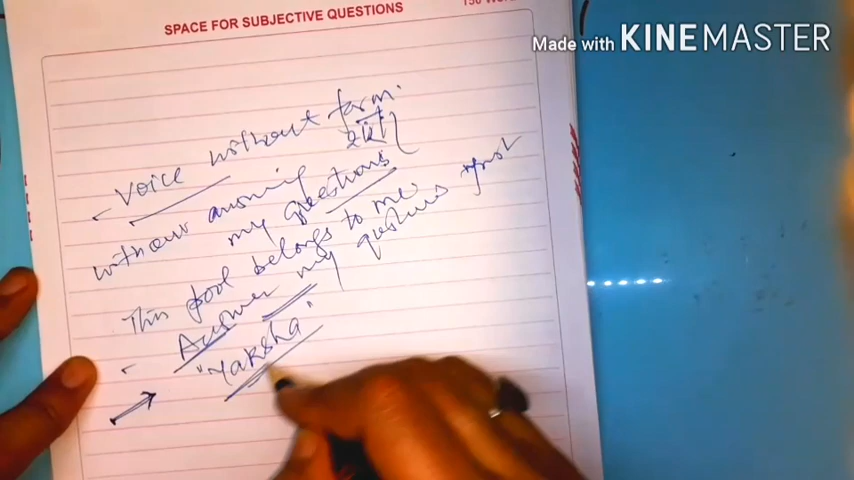 SPACE FOR SUBJECTIVE QUESTIONS
150
Made with KINEMASTER
Voice without form.
without
my Questions
This pool belongs to me
Answer my questions first
"Yaksha"